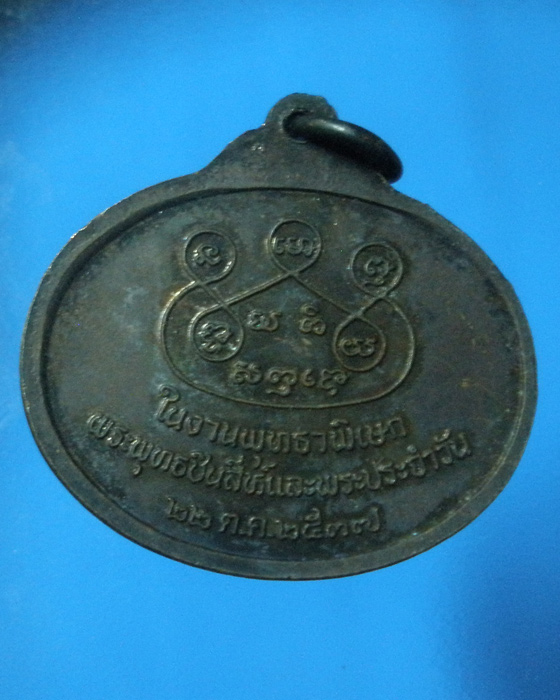 ในงานพุทธาพิเษก
พระพุทธชินสีห์และพระประจำวัน
๒๒ ต.ค.๒๕๓๗